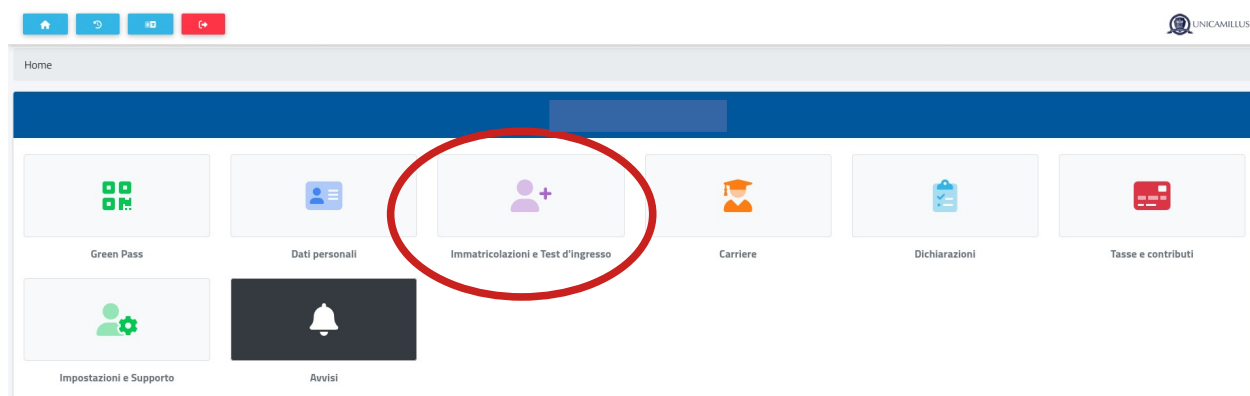 UNICAMILLUS
Home
Green Pass
Dati personali
Immatricolazioni e Test d'ingresso
Carriere
Dichiarazioni
Tasse e contributi
Impostazioni e Supporto
Avvisi